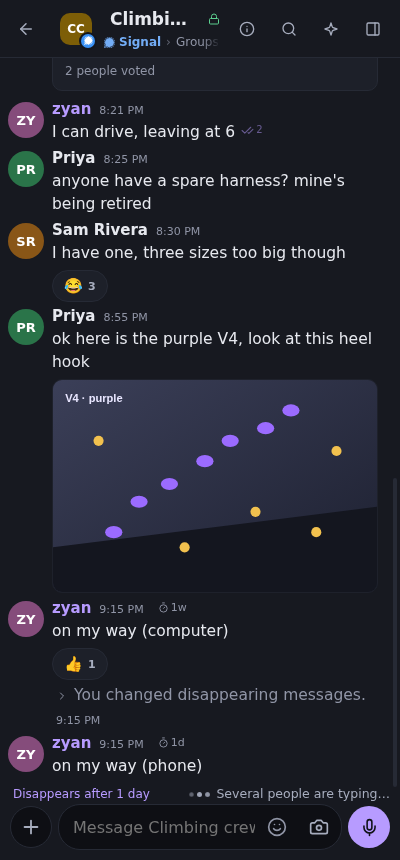 CC
Climbi…
Signal › Groups
2 people voted
ZY
zyan 8:21 PM
I can drive, leaving at 6 2
PR
Priya 8:25 PM
anyone have a spare harness? mine's
being retired
SR
Sam Rivera 8:30 PM
I have one, three sizes too big though
😂 3
PR
Priya 8:55 PM
ok here is the purple V4, look at this heel
hook
V4 · purple
ZY
zyan 9:15 PM 1w
on my way (computer)
👍 1
You changed disappearing messages.
9:15 PM
ZY
zyan 9:15 PM 1d
on my way (phone)
Disappears after 1 day Several people are typing…
Message Climbing crew